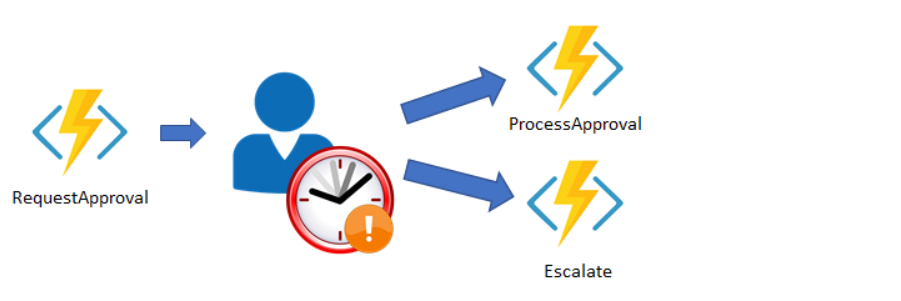 RequestApproval
ProcessApproval
Escalate
!